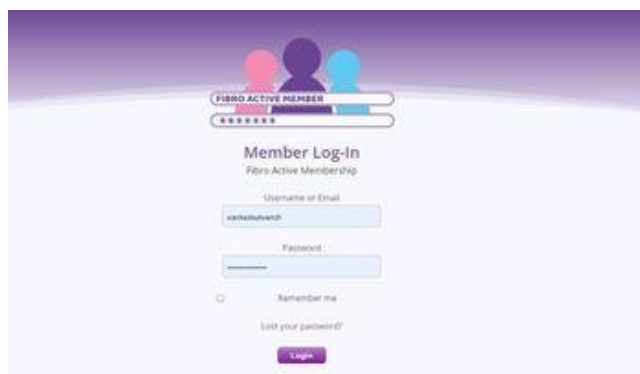 FIBRO ACTIVE MEMBER
*******
Member Log-In
Fibro Active Membership
Username or Email
Password
Remember me
Lost your password?
Login